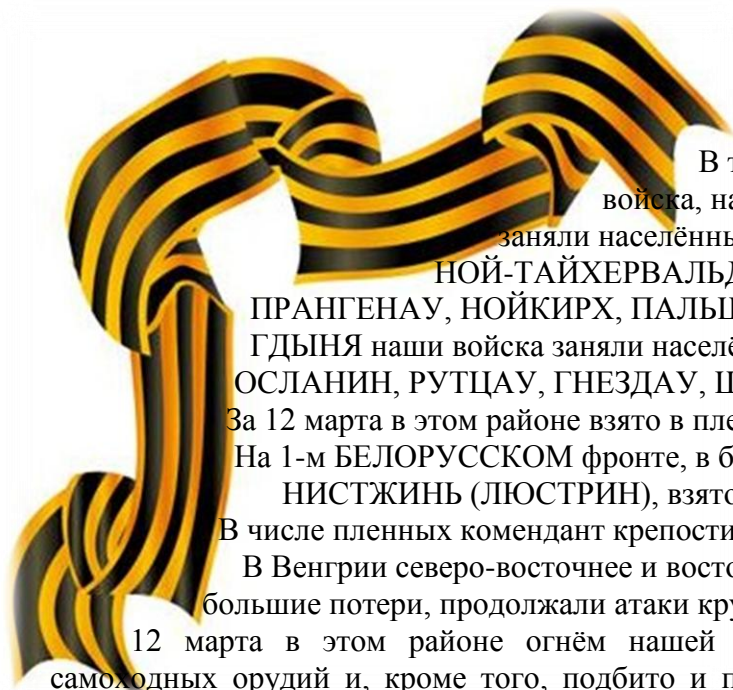 В т
войска, на
заняли населённы
НОЙ-ТАЙХЕРВАЛЬД
ПРАНГЕНАУ, НОЙКИРХ, ПАЛЬШ
ГДЫНЯ наши войска заняли населё
ОСЛАНИН, РУТЦАУ, ГНЕЗДАУ, Ш
За 12 марта в этом районе взято в пле
На 1-м БЕЛОРУССКОМ фронте, в б
НИСТЖИНЬ (ЛЮСТРИН), взято
В числе пленных комендант крепости
В Венгрии северо-восточнее и восто
большие потери, продолжали атаки кру
12 марта в этом районе огнём нашей
самоходных орудий и, кроме того, подбито и п